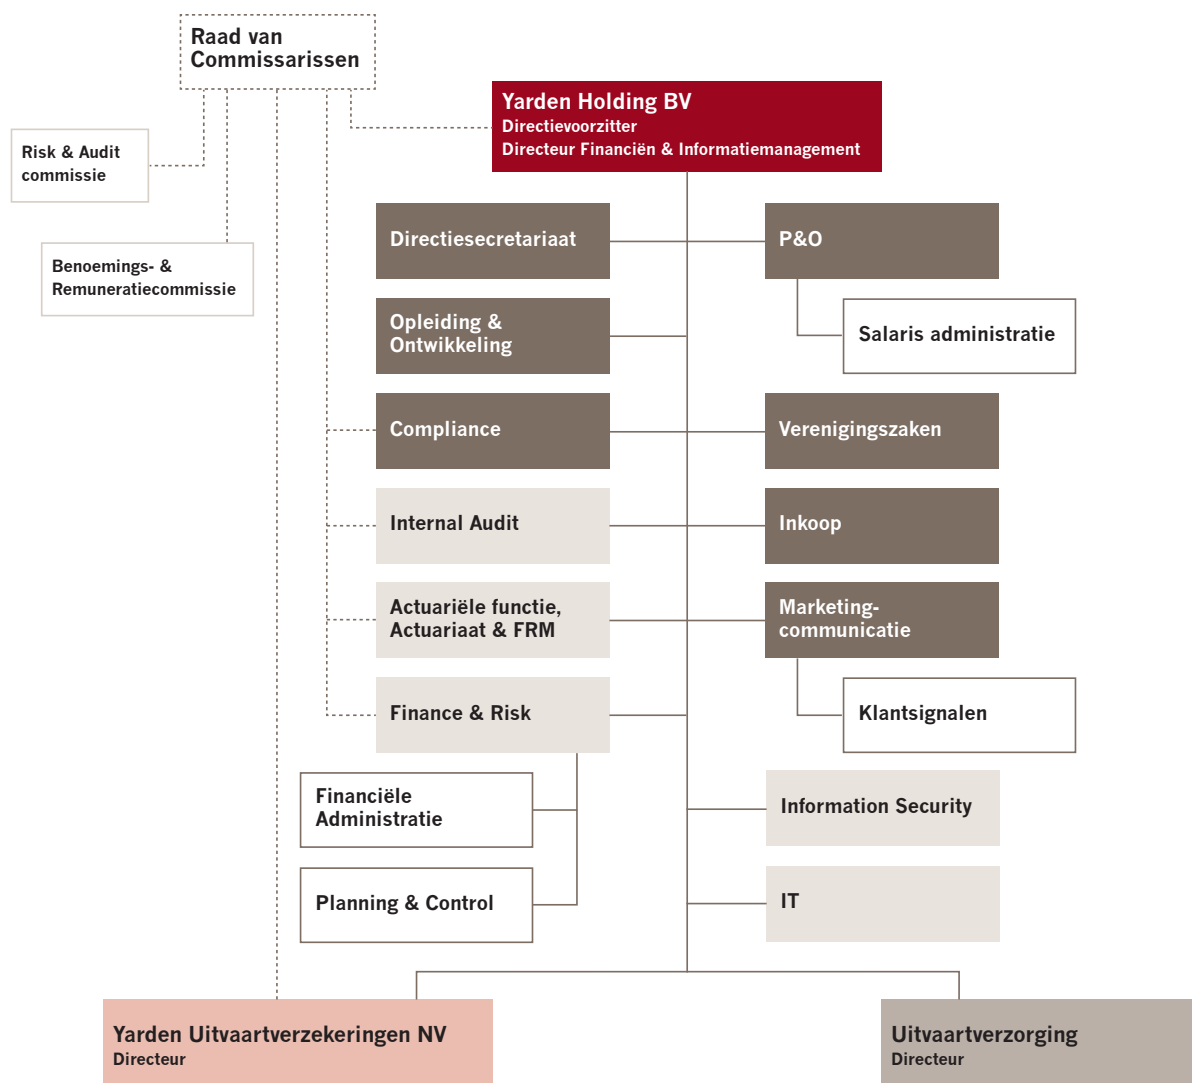 Raad van
Commissarissen
Yarden Holding BV
Directievoorzitter
Directeur Financiën & Informatiemanagement
Risk & Audit
commissie
Benoemings- &
Remuneratiecommissie
Directiesecretariaat
P&O
Opleiding &
Ontwikkeling
Salaris administratie
Compliance
Verenigingszaken
Internal Audit
Inkoop
Actuariële functie,
Actuariaat & FRM
Marketing-
communicatie
Finance & Risk
Klantsignalen
Financiële
Administratie
Information Security
Planning & Control
IT
Yarden Uitvaartverzekeringen NV
Directeur
Uitvaartverzorging
Directeur